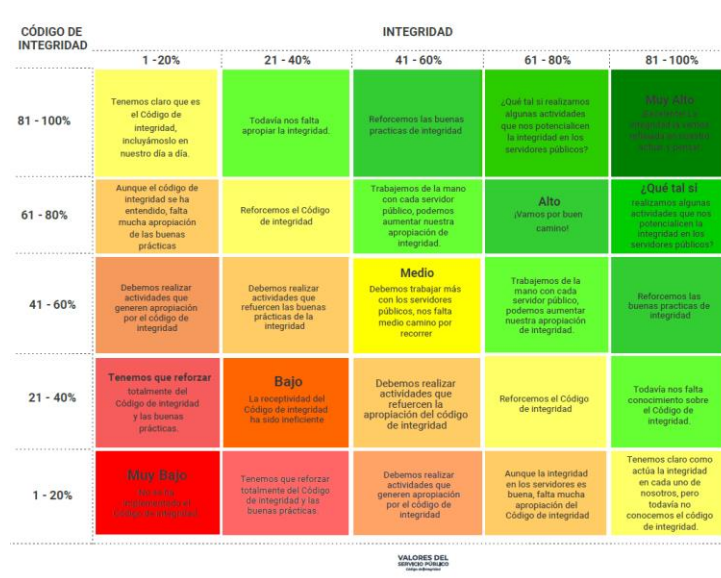 CÓDIGO DE
INTEGRIDAD
INTEGRIDAD
1 -20%
21 - 40%
41 - 60%
61 - 80%
81 - 100%
81 - 100%
Tenemos claro que es
el Código de
integridad,
incluyámoslo en
nuestro día a día.
Todavía nos falta
apropiar la integridad.
Reforcemos las buenas
practicas de integridad
¿Qué tal si realizamos
algunas actividades
que nos potencialicen
la integridad en los
servidores públicos?
Muy Alto
61 - 80%
Aunque el código de
integridad se ha
entendido, falta
mucha apropiación
de las buenas
prácticas
Reforcemos el Código
de integridad
Trabajemos de la mano
con cada servidor
público, podemos
aumentar nuestra
apropiación de
integridad.
Alto
¡Vamos por buen
camino!
¿Qué tal si
realizamos algunas
actividades que nos
potencialicen la
integridad en los
servidores públicos?
41 - 60%
Debemos realizar
actividades que
generen apropiación
por el código de
integridad
Debemos realizar
actividades que
refuercen las buenas
prácticas de la
integridad
Medio
Debemos trabajar más
con los servidores
públicos, nos falta
medio camino por
recorrer
Trabajemos de la
mano con cada
servidor público,
podemos aumentar
nuestra apropiación
de integridad.
Reforcemos las
buenas practicas de
integridad
21 - 40%
Tenemos que reforzar
totalmente del
Código de integridad
y las buenas
prácticas.
Bajo
La receptividad del
Código de integridad
ha sido ineficiente
Debemos realizar
actividades que
refuercen la
apropiación del código
de integridad
Reforcemos el Código
de integridad
Todavía nos falta
conocimiento sobre
el Código de
integridad.
1 - 20%
Muy Bajo
No se ha
Código de integridad.
Tenemos que reforzar
totalmente del Código
de integridad y las
buenas prácticas.
Debemos realizar
actividades que
generen apropiación
por el código de
integridad
Aunque la integridad
en los servidores es
buena, falta mucha
apropiación del
Código de integridad
Tenemos claro como
actúa la integridad
en cada uno de
nosotros, pero
todavía no
conocemos el código
de integridad.
VALORES DEL
SERVICIO PÚBLICO